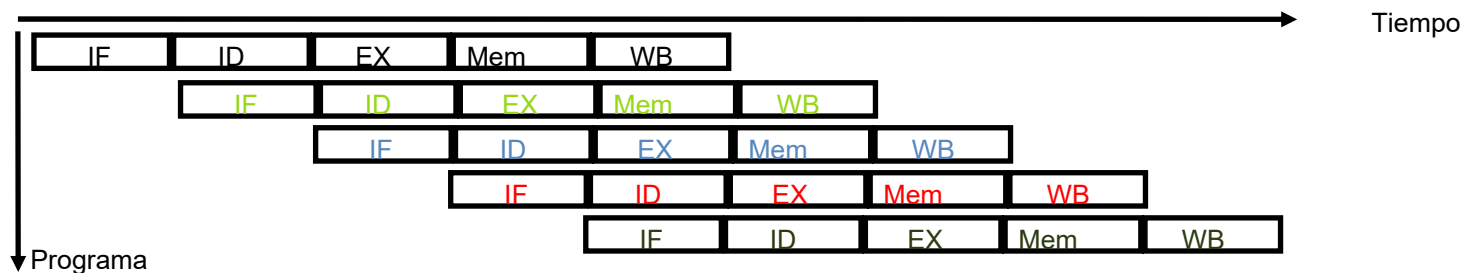 Tiempo
IF ID EX Mem WB
IF ID EX Mem WB
IF ID EX Mem WB
IF ID EX Mem WB
IF ID EX Mem WB
Programa